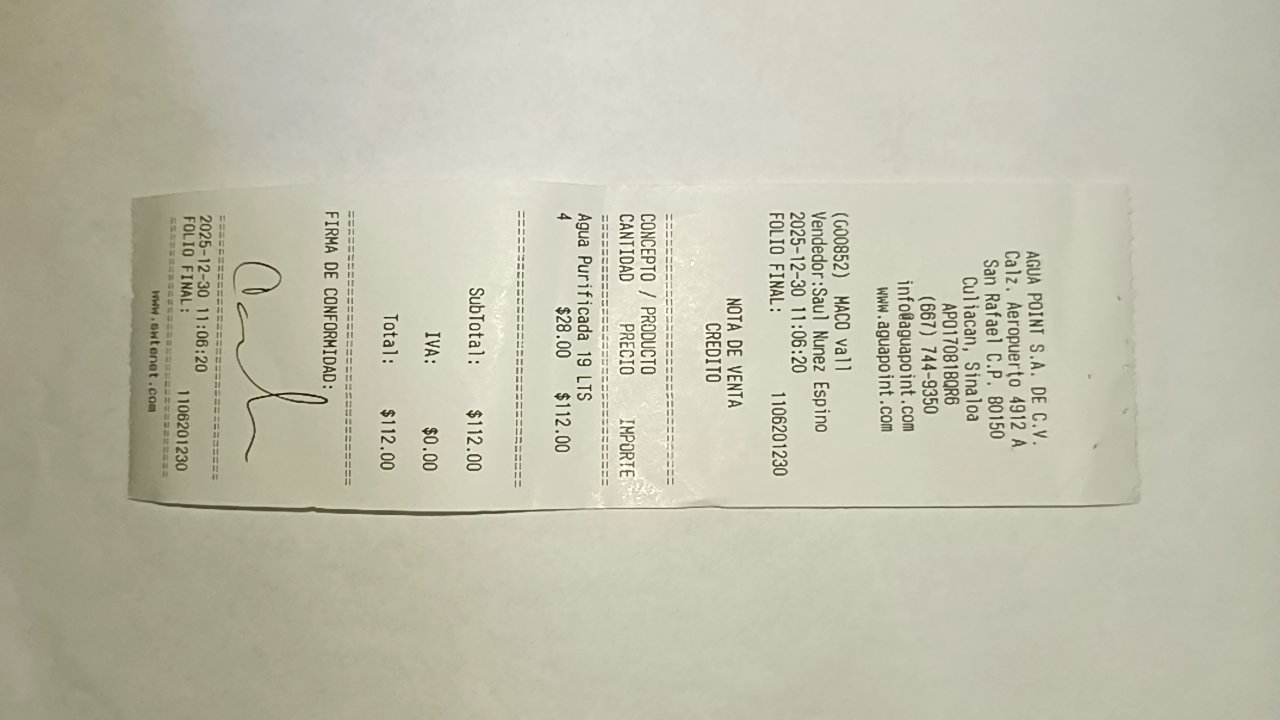 AGUA POINT S.A. DE C.V.
Calz. Aeropuerto 4912 A
San Rafael C.P. 80150
Culiacan, Sinaloa
APO170818QR6
(667) 744-9350
info@aguapoint.com
www.aguapoint.com
(G00852) MACO vall
Vendedor:Saul Nunez Espino
2025-12-30 11:06:20
FOLIO FINAL: 1106201230
NOTA DE VENTA
CREDITO
==============================
CONCEPTO / PRODUCTO
CANTIDAD PRECIO IMPORTE
==============================
Agua Purificada 19 LTS
4 $28.00 $112.00
==============================
SubTotal: $112.00
IVA: $0.00
Total: $112.00
==============================
FIRMA DE CONFORMIDAD:
==============================
2025-12-30 11:06:20
FOLIO FINAL: 1106201230
==============================
www.ewtenet.com